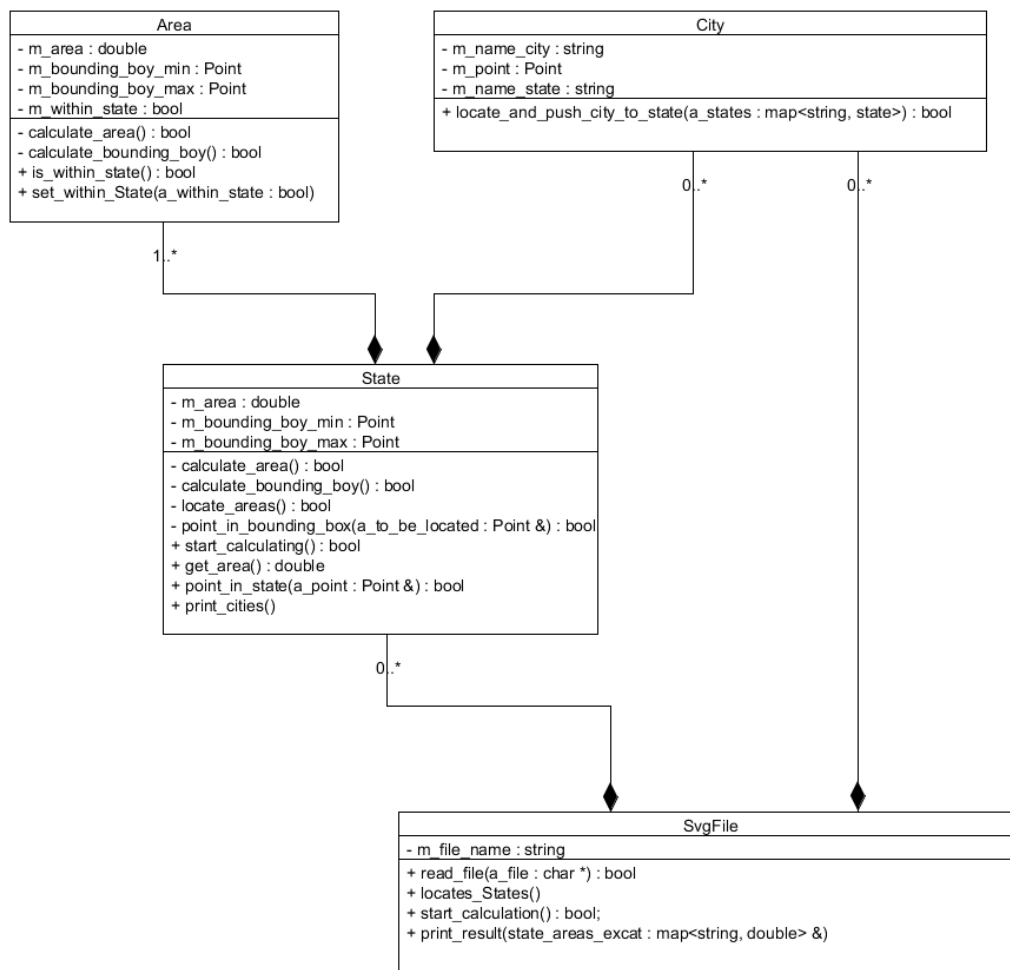 Area
- m_area : double
- m_bounding_boy_min : Point
- m_bounding_boy_max : Point
- m_within_state : bool
- calculate_area() : bool
- calculate_bounding_boy() : bool
+ is_within_state() : bool
+ set_within_State(a_within_state : bool)
1..*
City
- m_name_city : string
- m_point : Point
- m_name_state : string
+ locate_and_push_city_to_state(a_states : map<string, state>) : bool
0..*
0..*
State
- m_area : double
- m_bounding_boy_min : Point
- m_bounding_boy_max : Point
- calculate_area() : bool
- calculate_bounding_boy() : bool
- locate_areas() : bool
- point_in_bounding_box(a_to_be_located : Point &) : bool
+ start_calculating() : bool
+ get_area() : double
+ point_in_state(a_point : Point &) : bool
+ print_cities()
0..*
SvgFile
- m_file_name : string
+ read_file(a_file : char *) : bool
+ locates_States()
+ start_calculation() : bool;
+ print_result(state_areas_excat : map<string, double> &)